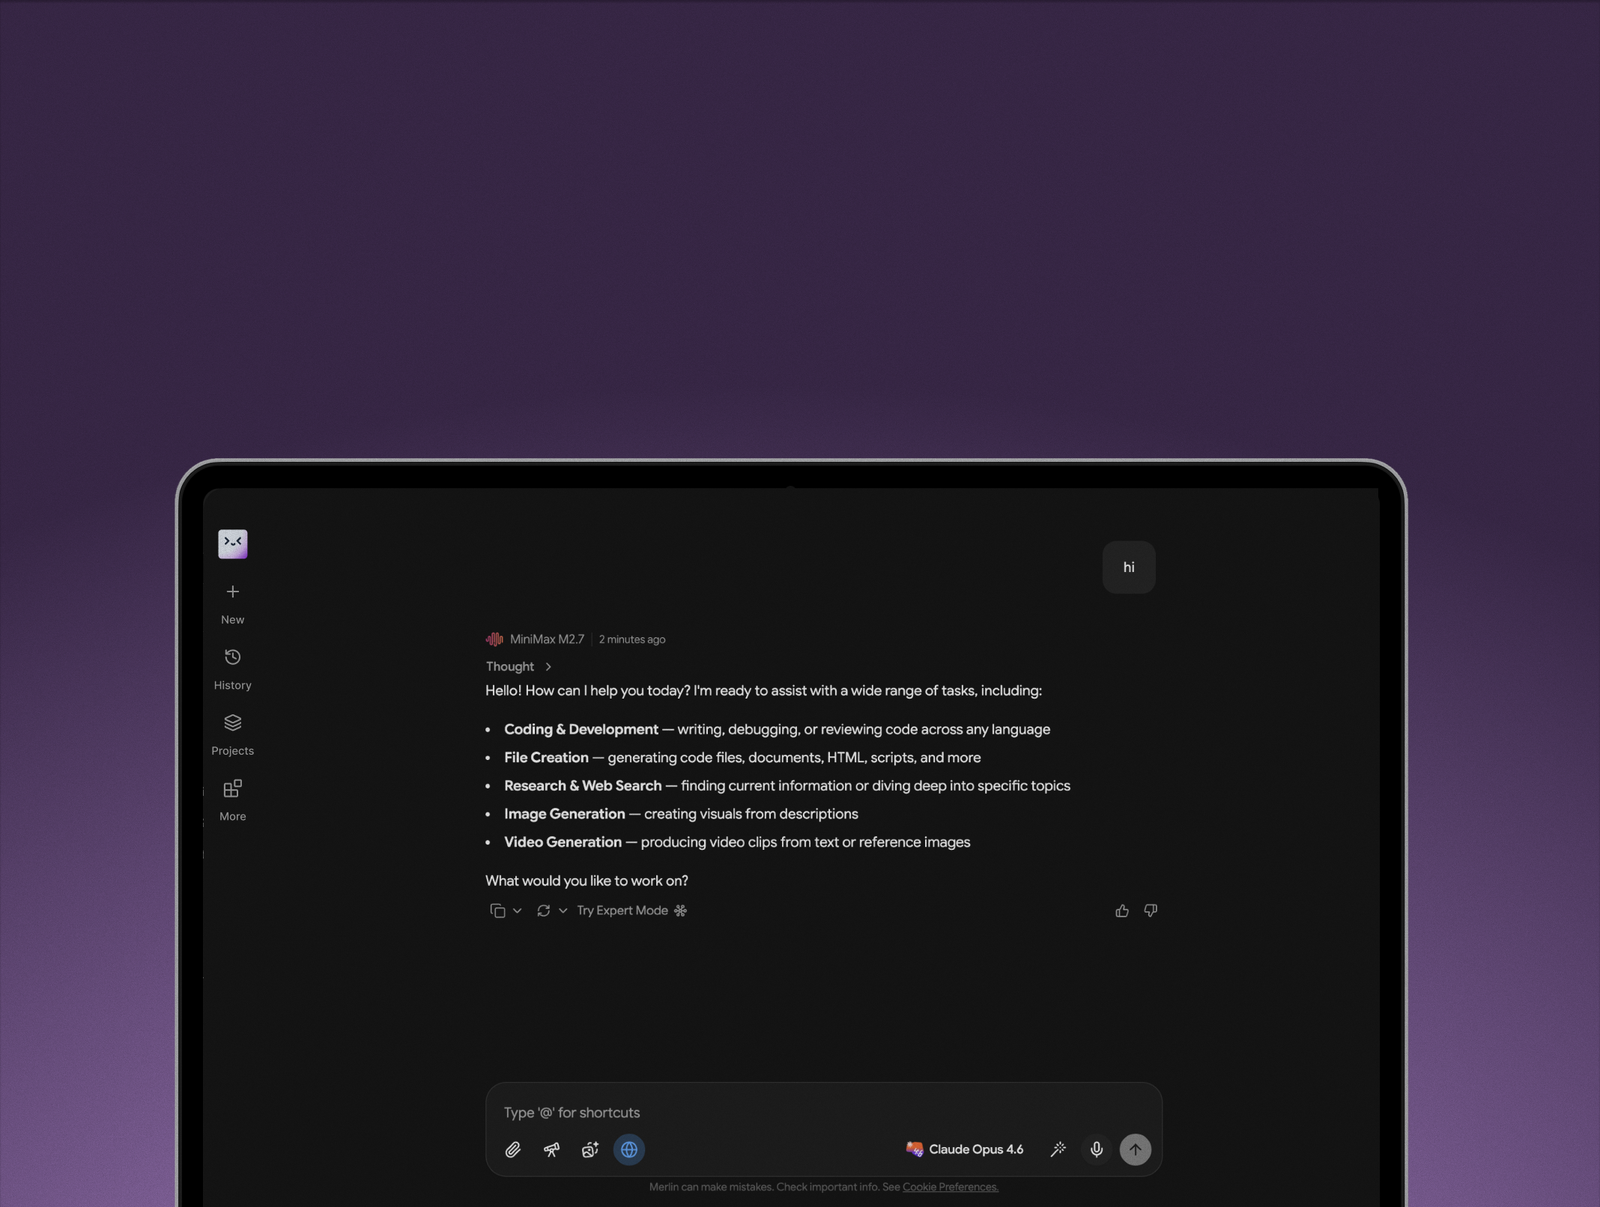 hi
New
History
Projects
More
MiniMax M2.7 | 2 minutes ago
Thought
Hello! How can I help you today? I'm ready to assist with a wide range of tasks, including:
• Coding & Development — writing, debugging, or reviewing code across any language
• File Creation — generating code files, documents, HTML, scripts, and more
• Research & Web Search — finding current information or diving deep into specific topics
• Image Generation — creating visuals from descriptions
• Video Generation — producing video clips from text or reference images
What would you like to work on?
Try Expert Mode
Type '@' for shortcuts
Claude Opus 4.6
Merlin can make mistakes. Check important info. See Cookie Preferences.